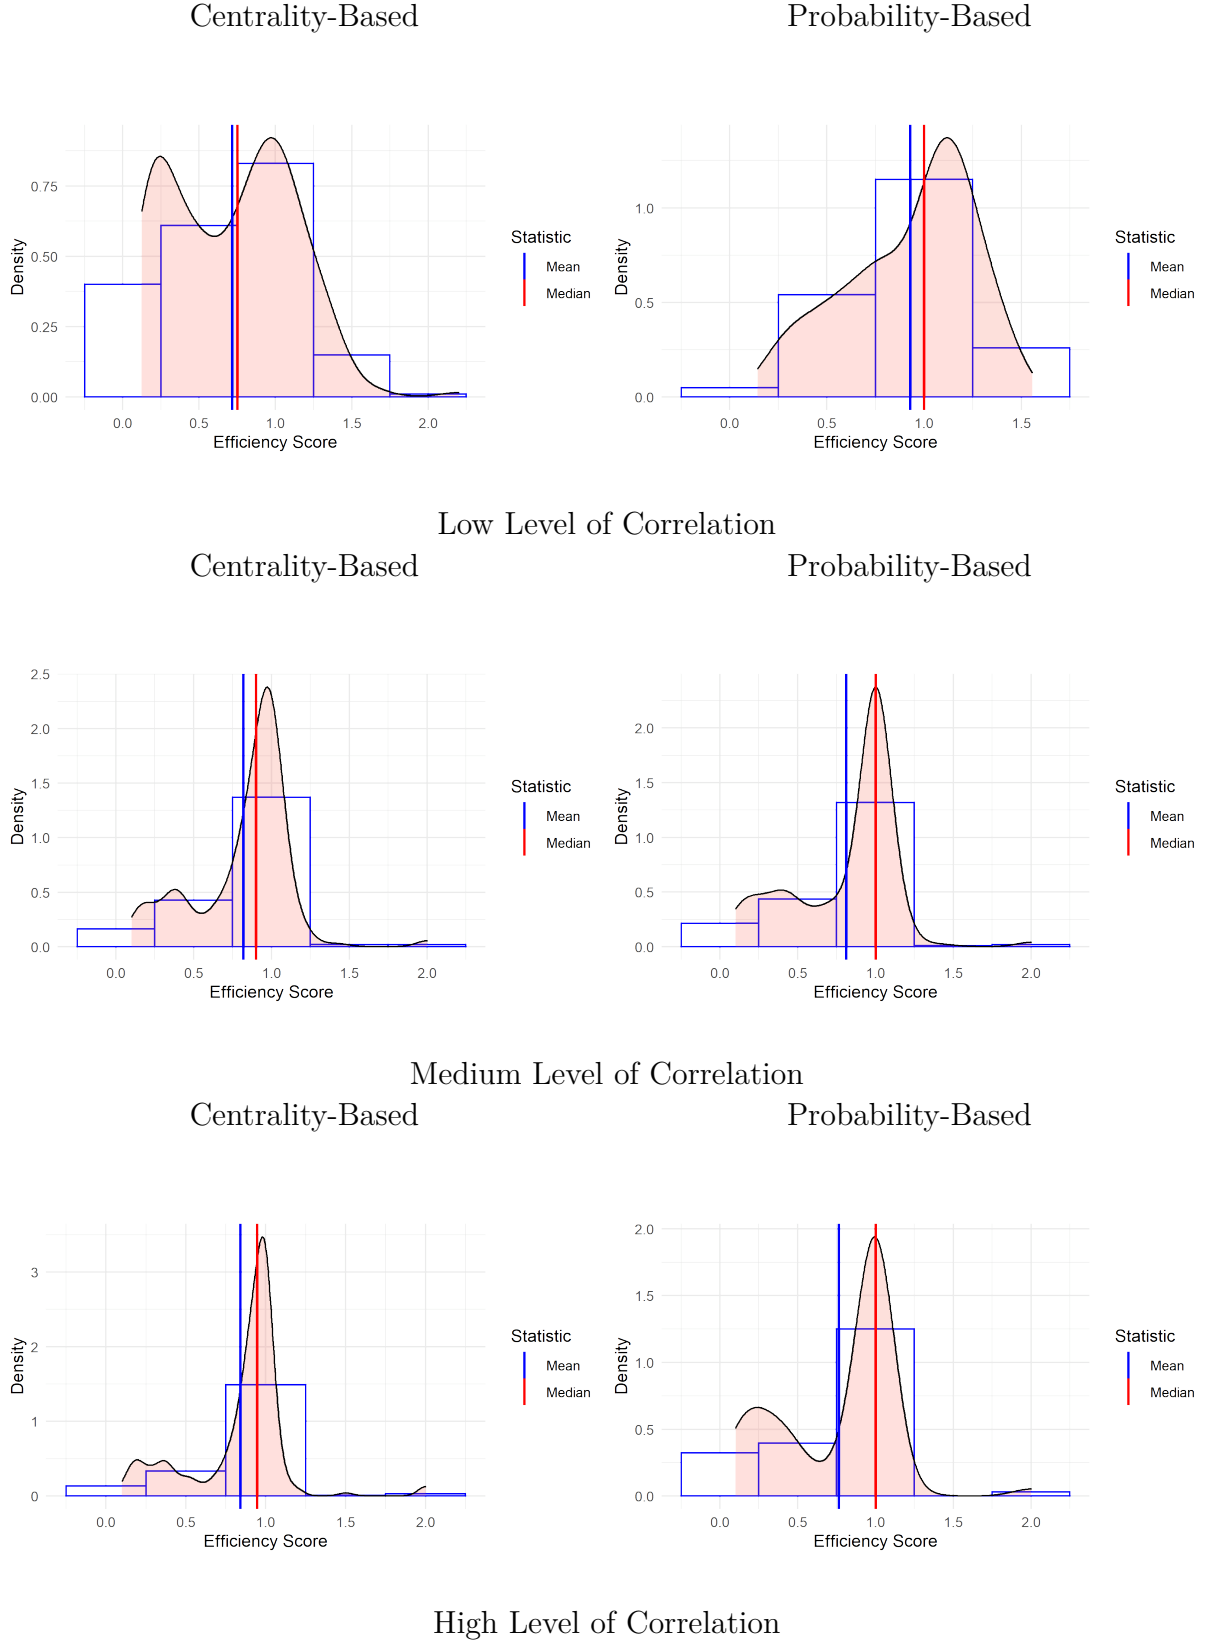 Centrality-Based
Probability-Based
Density
0.75
0.50
0.25
0.00
0.0 0.5 1.0 1.5 2.0
Efficiency Score
Statistic
Mean
Median
Density
1.0
0.5
0.0
0.0 0.5 1.0 1.5
Efficiency Score
Statistic
Mean
Median
Low Level of Correlation
Centrality-Based
Probability-Based
Density
2.5
2.0
1.5
1.0
0.5
0.0
0.0 0.5 1.0 1.5 2.0
Efficiency Score
Statistic
Mean
Median
Density
2.0
1.5
1.0
0.5
0.0
0.0 0.5 1.0 1.5 2.0
Efficiency Score
Statistic
Mean
Median
Medium Level of Correlation
Centrality-Based
Probability-Based
Density
3
2
1
0
0.0 0.5 1.0 1.5 2.0
Efficiency Score
Statistic
Mean
Median
Density
2.0
1.5
1.0
0.5
0.0
0.0 0.5 1.0 1.5 2.0
Efficiency Score
Statistic
Mean
Median
High Level of Correlation